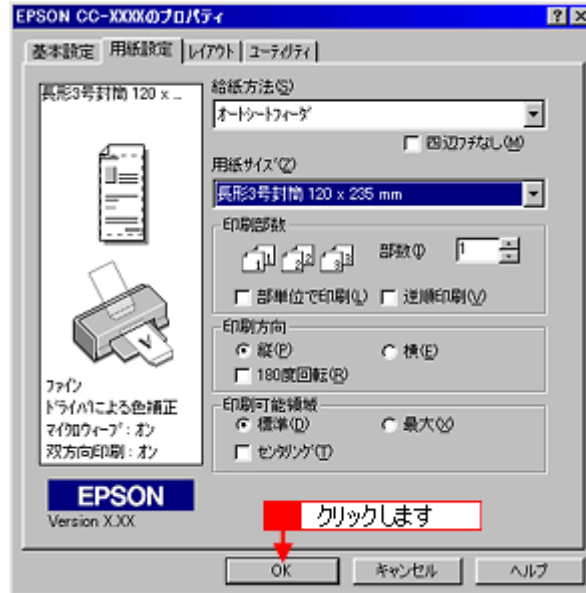 EPSON CC-XXXXのプロパティ
基本設定 用紙設定 レイアウト ユーティリティ
長形3号封筒 120 x ...
ファイン
ドライバによる色補正
マイクロウィーブ：オン
双方向印刷：オン
EPSON
Version X.XX
給紙方法(S)
オートシートフィーダ
四辺フチなし(M)
用紙サイズ(Z)
長形3号封筒 120 x 235 mm
印刷部数
部数(I) 1
部単位で印刷(L) 逆順印刷(V)
印刷方向
縦(P) 横(E)
180度回転(R)
印刷可能領域
標準(D) 最大(X)
センタリング(T)
クリックします
OK キャンセル ヘルプ